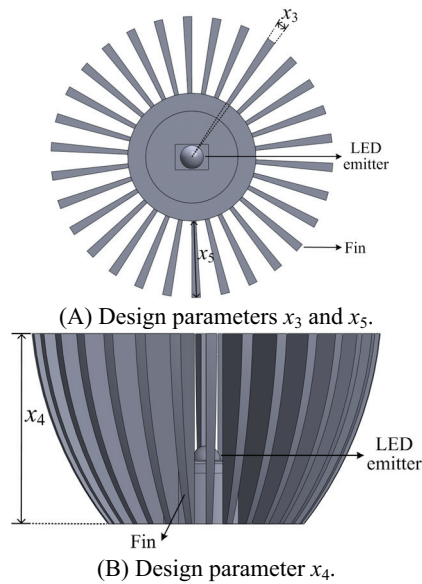 x₃
LED
emitter
Fin
x₅
(A) Design parameters x₃ and x₅.
x₄
LED
emitter
Fin
(B) Design parameter x₄.